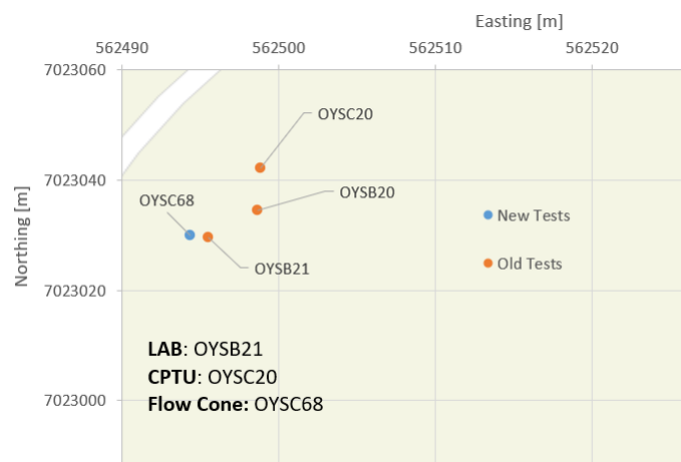 Easting [m]
562490 562500 562510 562520
7023060
OYSC20
7023040
OYSB20
OYSC68
New Tests
Northing [m]
OYSB21
Old Tests
7023020
LAB: OYSB21
CPTU: OYSC20
7023000
Flow Cone: OYSC68